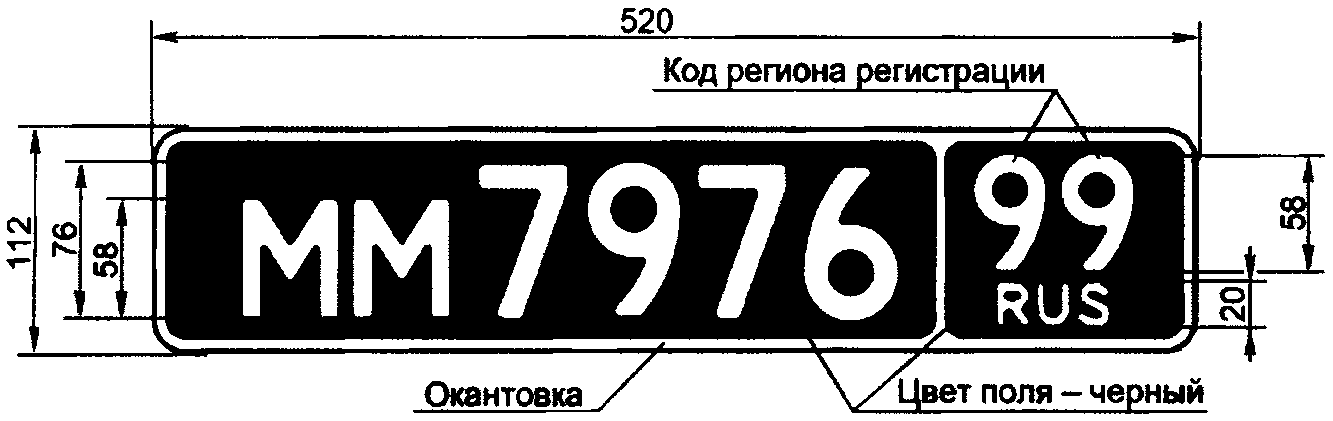 520
Код региона регистрации
112
76
58
ММ 7976
99
RUS
58
20
Окантовка
Цвет поля – черный